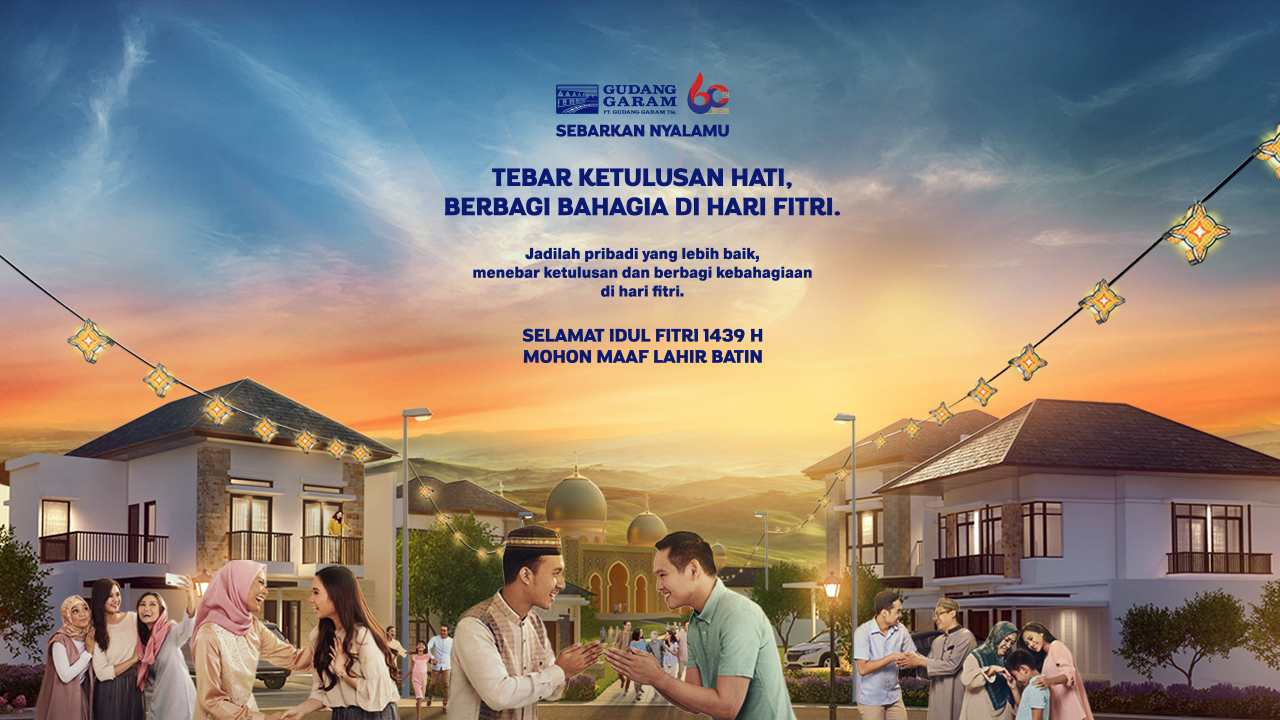 GUDANG
GARAM
PT. GUDANG GARAM Tbk.
60
SEBARKAN NYALAMU
TEBAR KETULUSAN HATI,
BERBAGI BAHAGIA DI HARI FITRI.
Jadilah pribadi yang lebih baik,
menebar ketulusan dan berbagi kebahagiaan
di hari fitri.
SELAMAT IDUL FITRI 1439 H
MOHON MAAF LAHIR BATIN